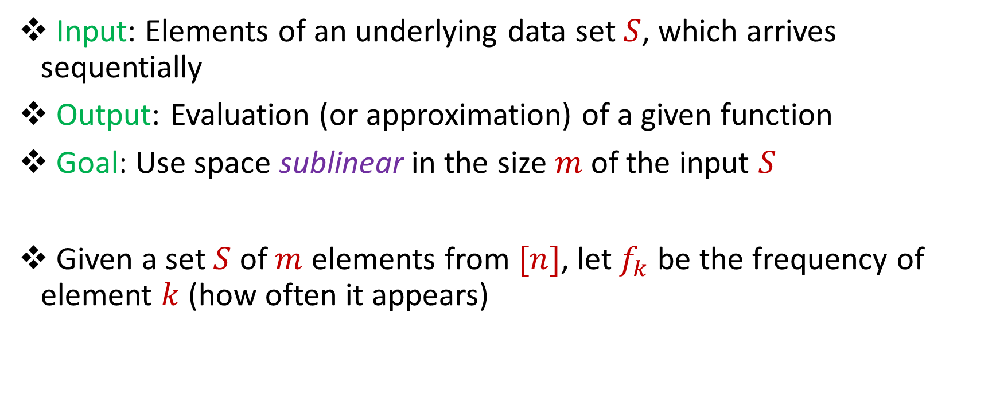 ❖ Input: Elements of an underlying data set S, which arrives
sequentially
❖ Output: Evaluation (or approximation) of a given function
❖ Goal: Use space sublinear in the size m of the input S
❖ Given a set S of m elements from [n], let f_k be the frequency of
element k (how often it appears)